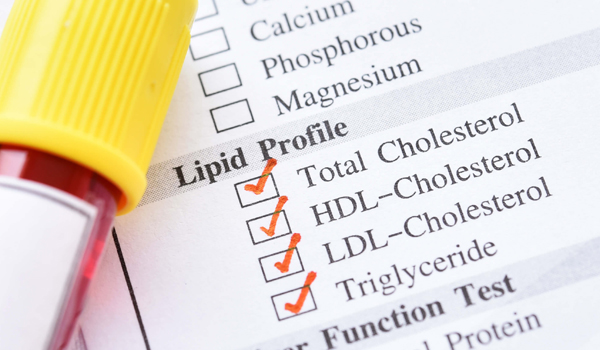 Calcium
Phosphorous
Magnesium
Lipid Profile
Total Cholesterol
HDL-Cholesterol
LDL-Cholesterol
Triglyceride
Function Test
Protein